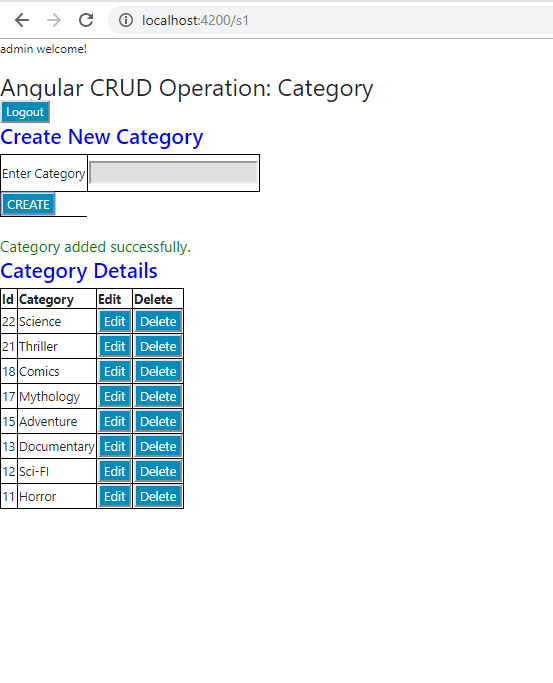 localhost:4200/s1
admin welcome!
Angular CRUD Operation: Category
Logout
Create New Category
Enter Category
CREATE
Category added successfully.
Category Details
Id Category Edit Delete
22 Science Edit Delete
21 Thriller Edit Delete
18 Comics Edit Delete
17 Mythology Edit Delete
15 Adventure Edit Delete
13 Documentary Edit Delete
12 Sci-FI Edit Delete
11 Horror Edit Delete